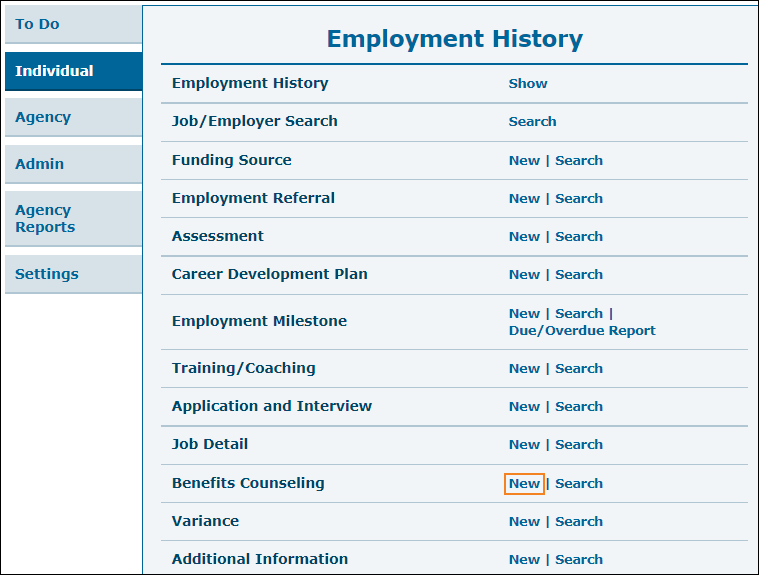 To Do
Individual
Agency
Admin
Agency
Reports
Settings
Employment History
Employment History Show
Job/Employer Search Search
Funding Source New | Search
Employment Referral New | Search
Assessment New | Search
Career Development Plan New | Search
Employment Milestone New | Search |
Due/Overdue Report
Training/Coaching New | Search
Application and Interview New | Search
Job Detail New | Search
Benefits Counseling New | Search
Variance New | Search
Additional Information New | Search